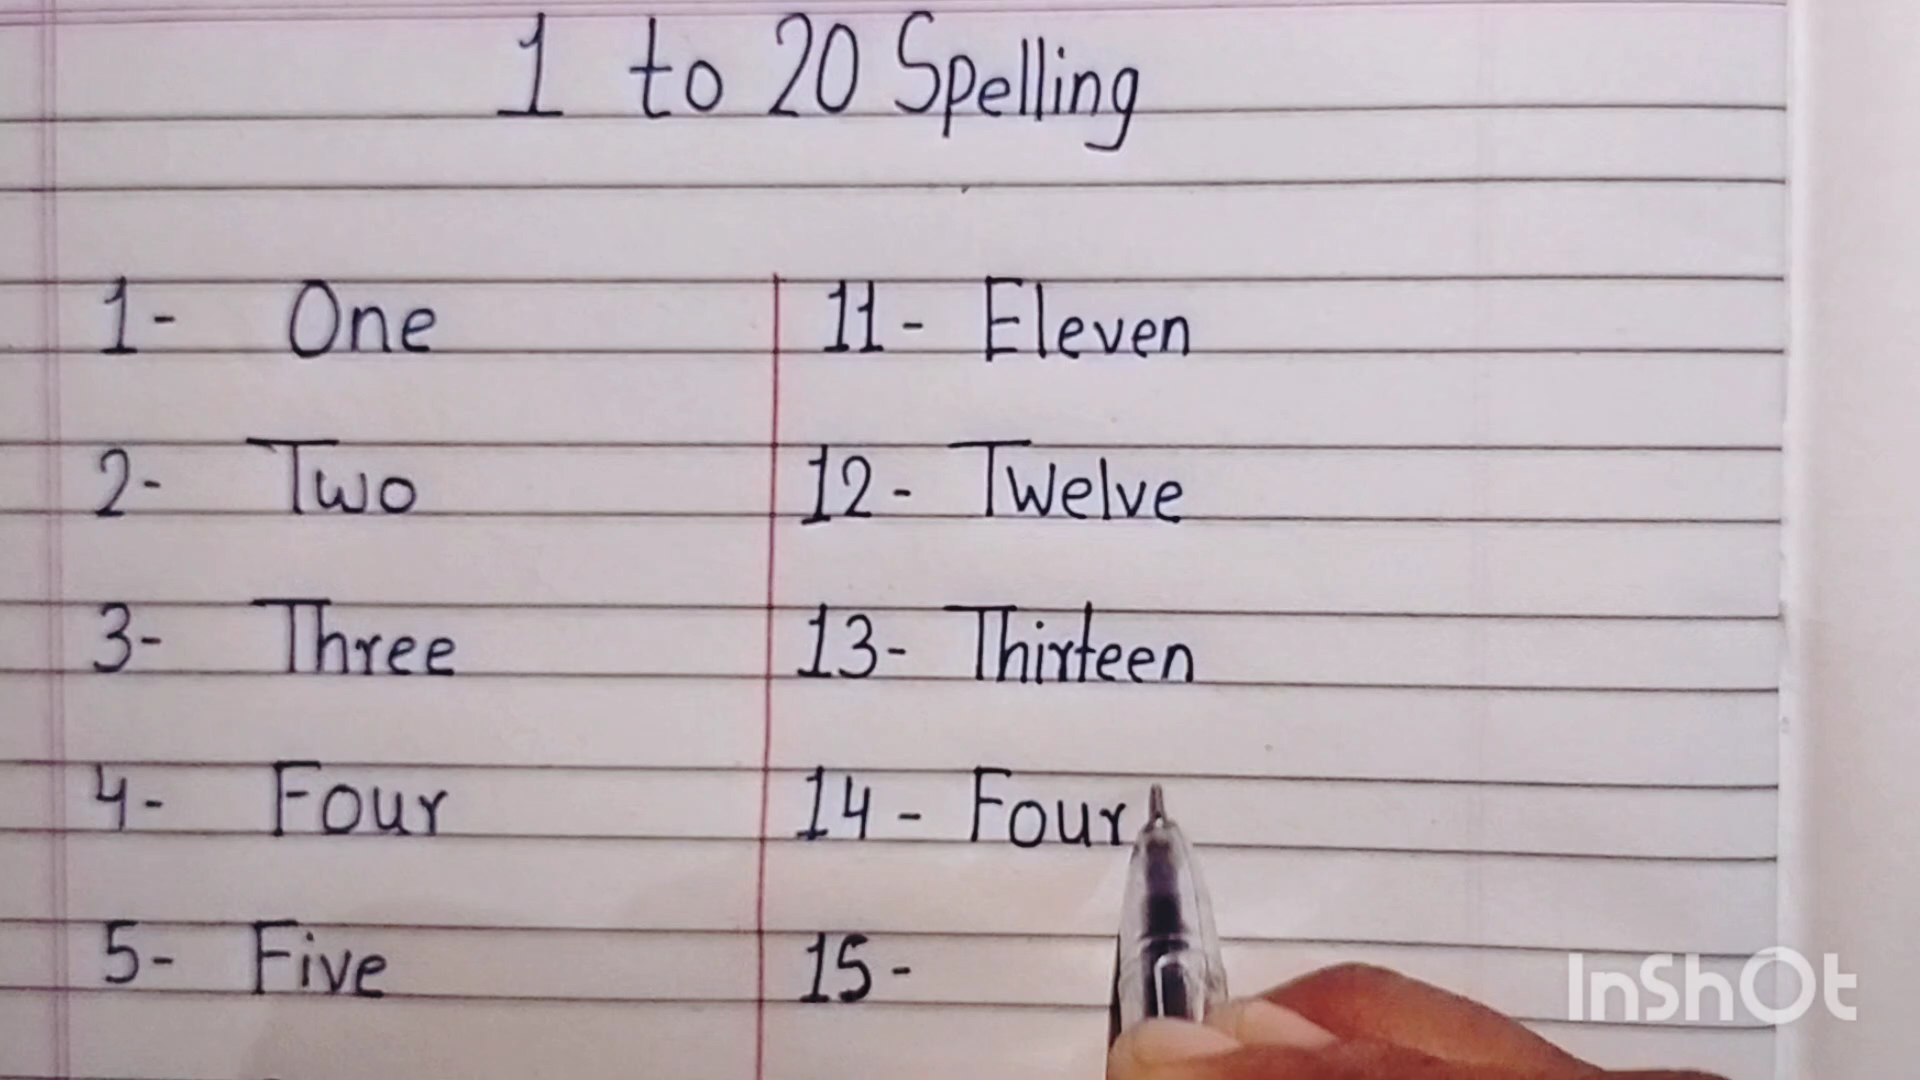 1 to 20 Spelling
1- One
2- Two
3- Three
4- Four
5- Five
11- Eleven
12- Twelve
13- Thirteen
14- Four
15-
InShOt